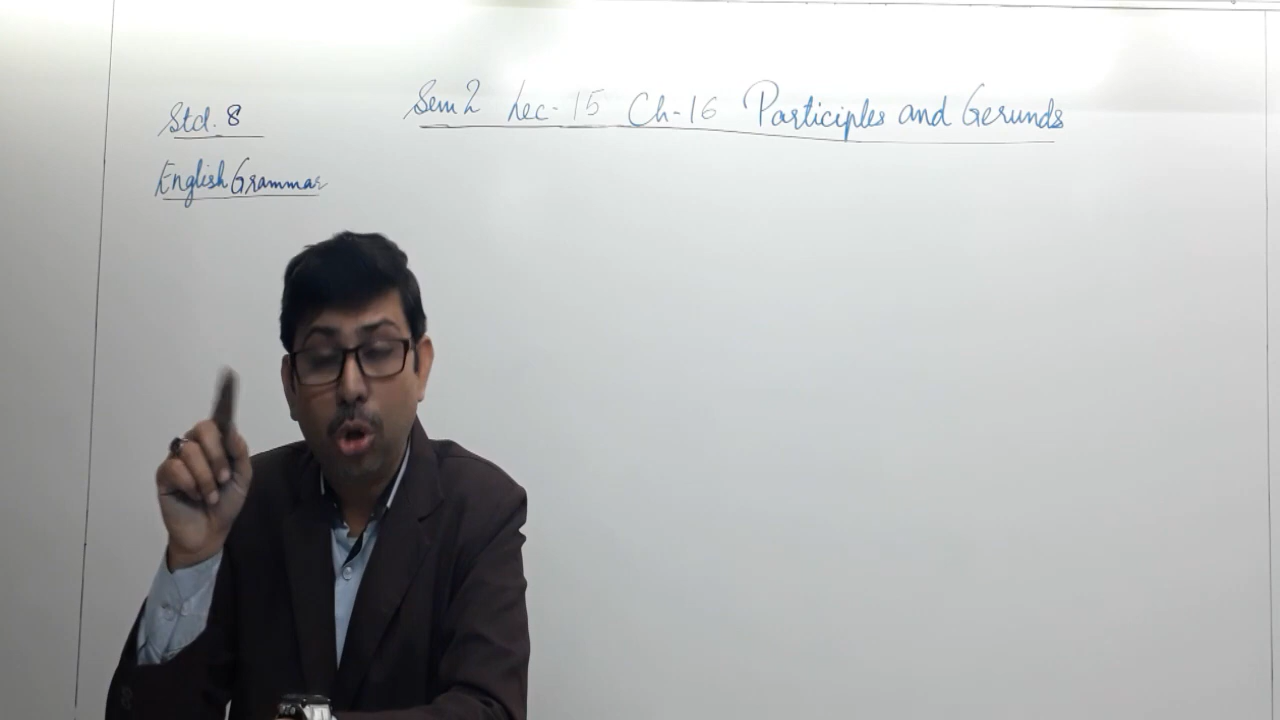 Sem 2 Lec-15 Ch-16 Participles and Gerunds
Std. 8
English Grammar